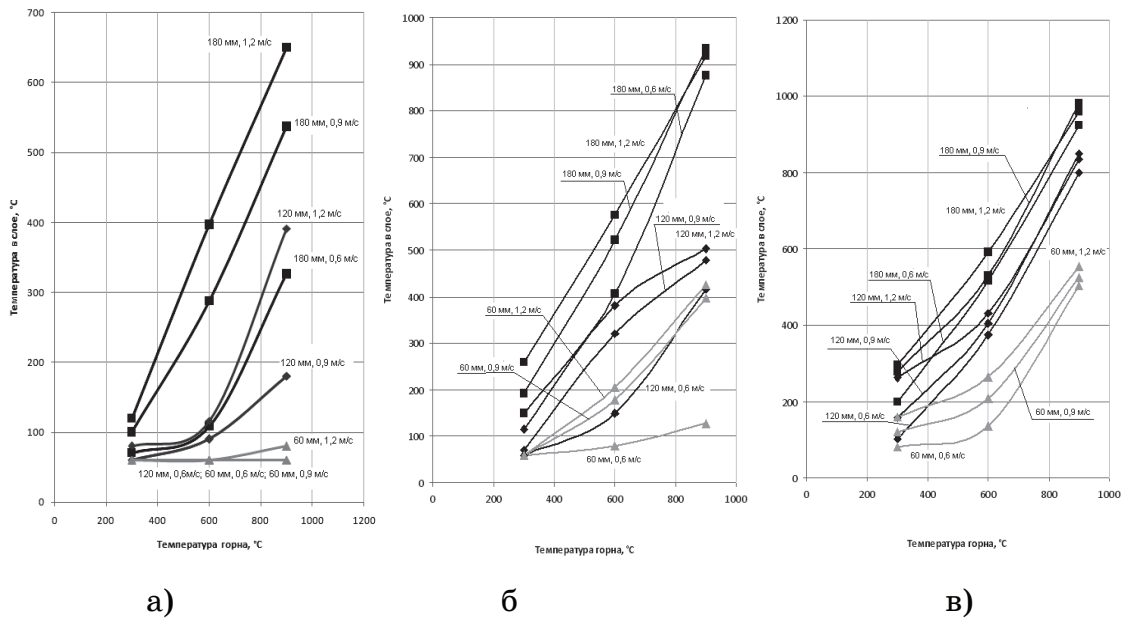 700
600
500
400
300
200
100
0
0
200
400
600
800
1000
1200
Температура в слое, °С
Температура горна, °С
180 мм, 1,2 м/с
180 мм, 0,9 м/с
120 мм, 1,2 м/с
180 мм, 0,6 м/с
120 мм, 0,9 м/с
60 мм, 1,2 м/с
120 мм, 0,6м/с; 60 мм, 0,6 м/с; 60 мм, 0,9 м/с
а)
1000
900
800
700
600
500
400
300
200
100
0
0
200
400
600
800
1000
Температура в слое, °С
Температура горна, °С
180 мм, 0,6 м/с
180 мм, 1,2 м/с
180 мм, 0,9 м/с
120 мм, 0,9 м/с
120 мм, 1,2 м/с
60 мм, 1,2 м/с
60 мм, 0,9 м/с
120 мм, 0,6 м/с
60 мм, 0,6 м/с
б
1200
1000
800
600
400
200
0
0
200
400
600
800
1000
Температура в слое, °С
Температура горна, °С
180 мм, 0,9 м/с
180 мм, 1,2 м/с
60 мм, 1,2 м/с
180 мм, 0,6 м/с
120 мм, 1,2 м/с
120 мм, 0,9 м/с
120 мм, 0,6 м/с
60 мм, 0,9 м/с
60 мм, 0,6 м/с
в)